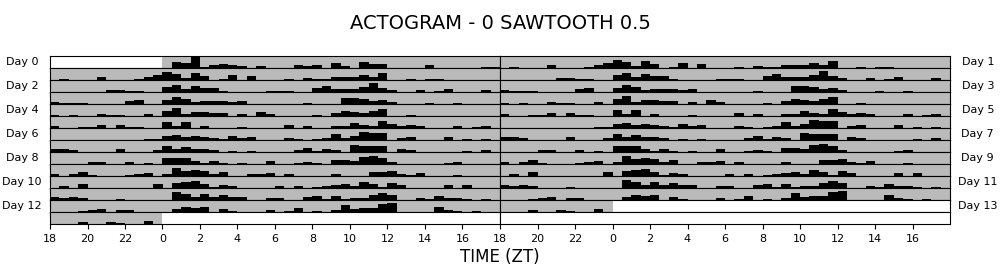 ACTOGRAM - 0 SAWTOOTH 0.5
Day 0
Day 1
Day 2
Day 3
Day 4
Day 5
Day 6
Day 7
Day 8
Day 9
Day 10
Day 11
Day 12
Day 13
18 20 22 0 2 4 6 8 10 12 14 16 18 20 22 0 2 4 6 8 10 12 14 16
TIME (ZT)